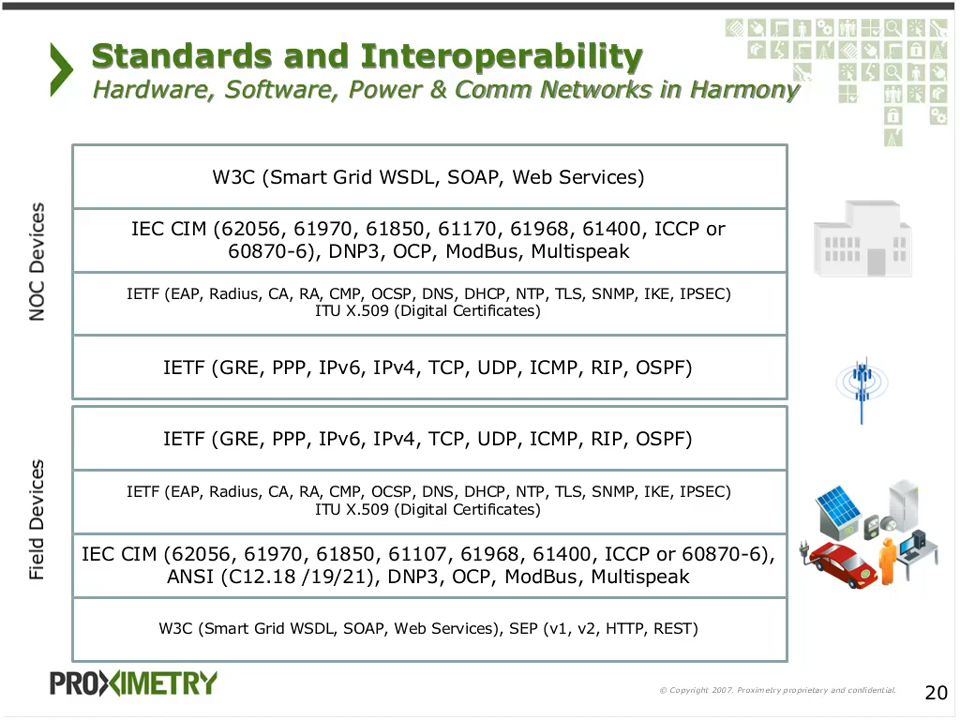 Standards and Interoperability
Hardware, Software, Power & Comm Networks in Harmony
NOC Devices
W3C (Smart Grid WSDL, SOAP, Web Services)
IEC CIM (62056, 61970, 61850, 61170, 61968, 61400, ICCP or
60870-6), DNP3, OCP, ModBus, Multispeak
IETF (EAP, Radius, CA, RA, CMP, OCSP, DNS, DHCP, NTP, TLS, SNMP, IKE, IPSEC)
ITU X.509 (Digital Certificates)
IETF (GRE, PPP, IPv6, IPv4, TCP, UDP, ICMP, RIP, OSPF)
Field Devices
IETF (GRE, PPP, IPv6, IPv4, TCP, UDP, ICMP, RIP, OSPF)
IETF (EAP, Radius, CA, RA, CMP, OCSP, DNS, DHCP, NTP, TLS, SNMP, IKE, IPSEC)
ITU X.509 (Digital Certificates)
IEC CIM (62056, 61970, 61850, 61107, 61968, 61400, ICCP or 60870-6),
ANSI (C12.18 /19/21), DNP3, OCP, ModBus, Multispeak
W3C (Smart Grid WSDL, SOAP, Web Services), SEP (v1, v2, HTTP, REST)
PROXIMETRY
© Copyright 2007. Proximetry proprietary and confidential.
20